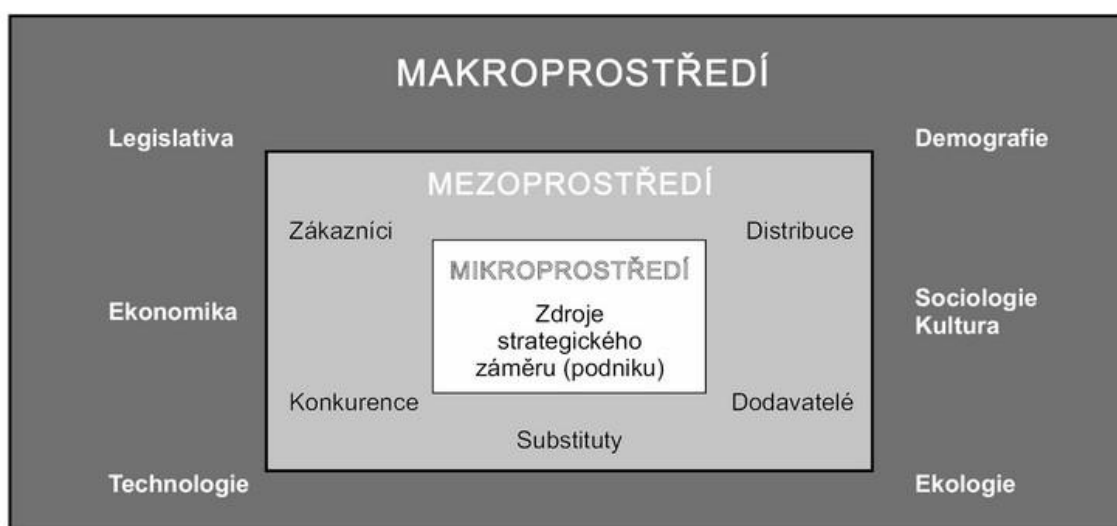 MAKROPROSTŘEDÍ
Legislativa
Demografie
MEZOPROSTŘEDÍ
Zákazníci
Distribuce
MIKROPROSTŘEDÍ
Zdroje
strategického
záměru (podniku)
Ekonomika
Sociologie
Kultura
Konkurence
Dodavatelé
Substituty
Technologie
Ekologie